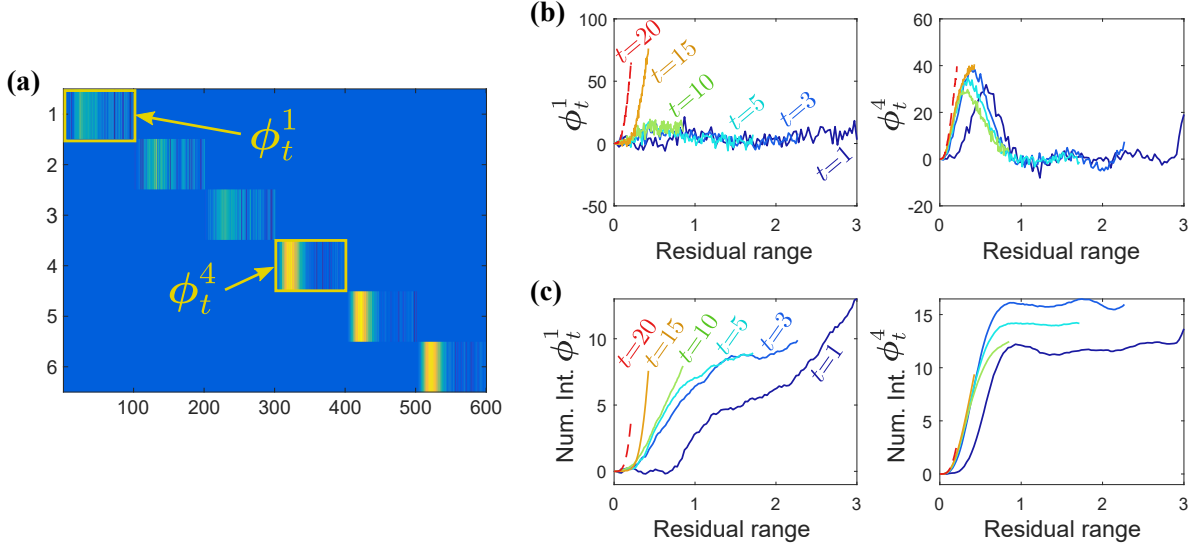 (a)
1
2
3
4
5
6
100 200 300 400 500 600
ϕ_t^1
ϕ_t^4
(b)
ϕ_t^1
100
50
0
-50
t=20
t=15
t=10
t=5
t=3
t=1
0 1 2 3
Residual range
ϕ_t^4
60
40
20
0
-20
0 1 2 3
Residual range
(c)
Num. Int. ϕ_t^1
10
5
0
t=20
t=15
t=10
t=5
t=3
t=1
0 1 2 3
Residual range
Num. Int. ϕ_t^4
15
10
5
0
0 1 2 3
Residual range